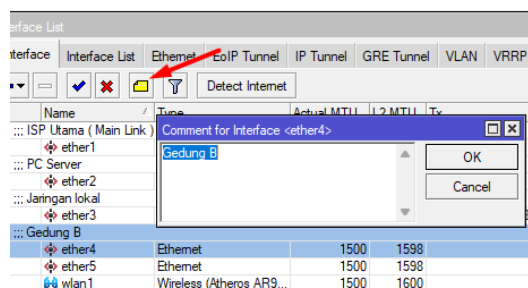 erface List
nterface Interface List Ethernet EoIP Tunnel IP Tunnel GRE Tunnel VLAN VRRP
Detect Internet
Name Type Actual MTU L2 MTU Tx
;;; ISP Utama ( Main Link )
ether1
;;; PC Server
ether2
;;; Jaringan lokal
ether3
Comment for Interface <ether4>
Gedung B
OK
Cancel
;;; Gedung B
ether4 Ethernet 1500 1598
ether5 Ethernet 1500 1598
wlan1 Wireless (Atheros AR9... 1500 1600